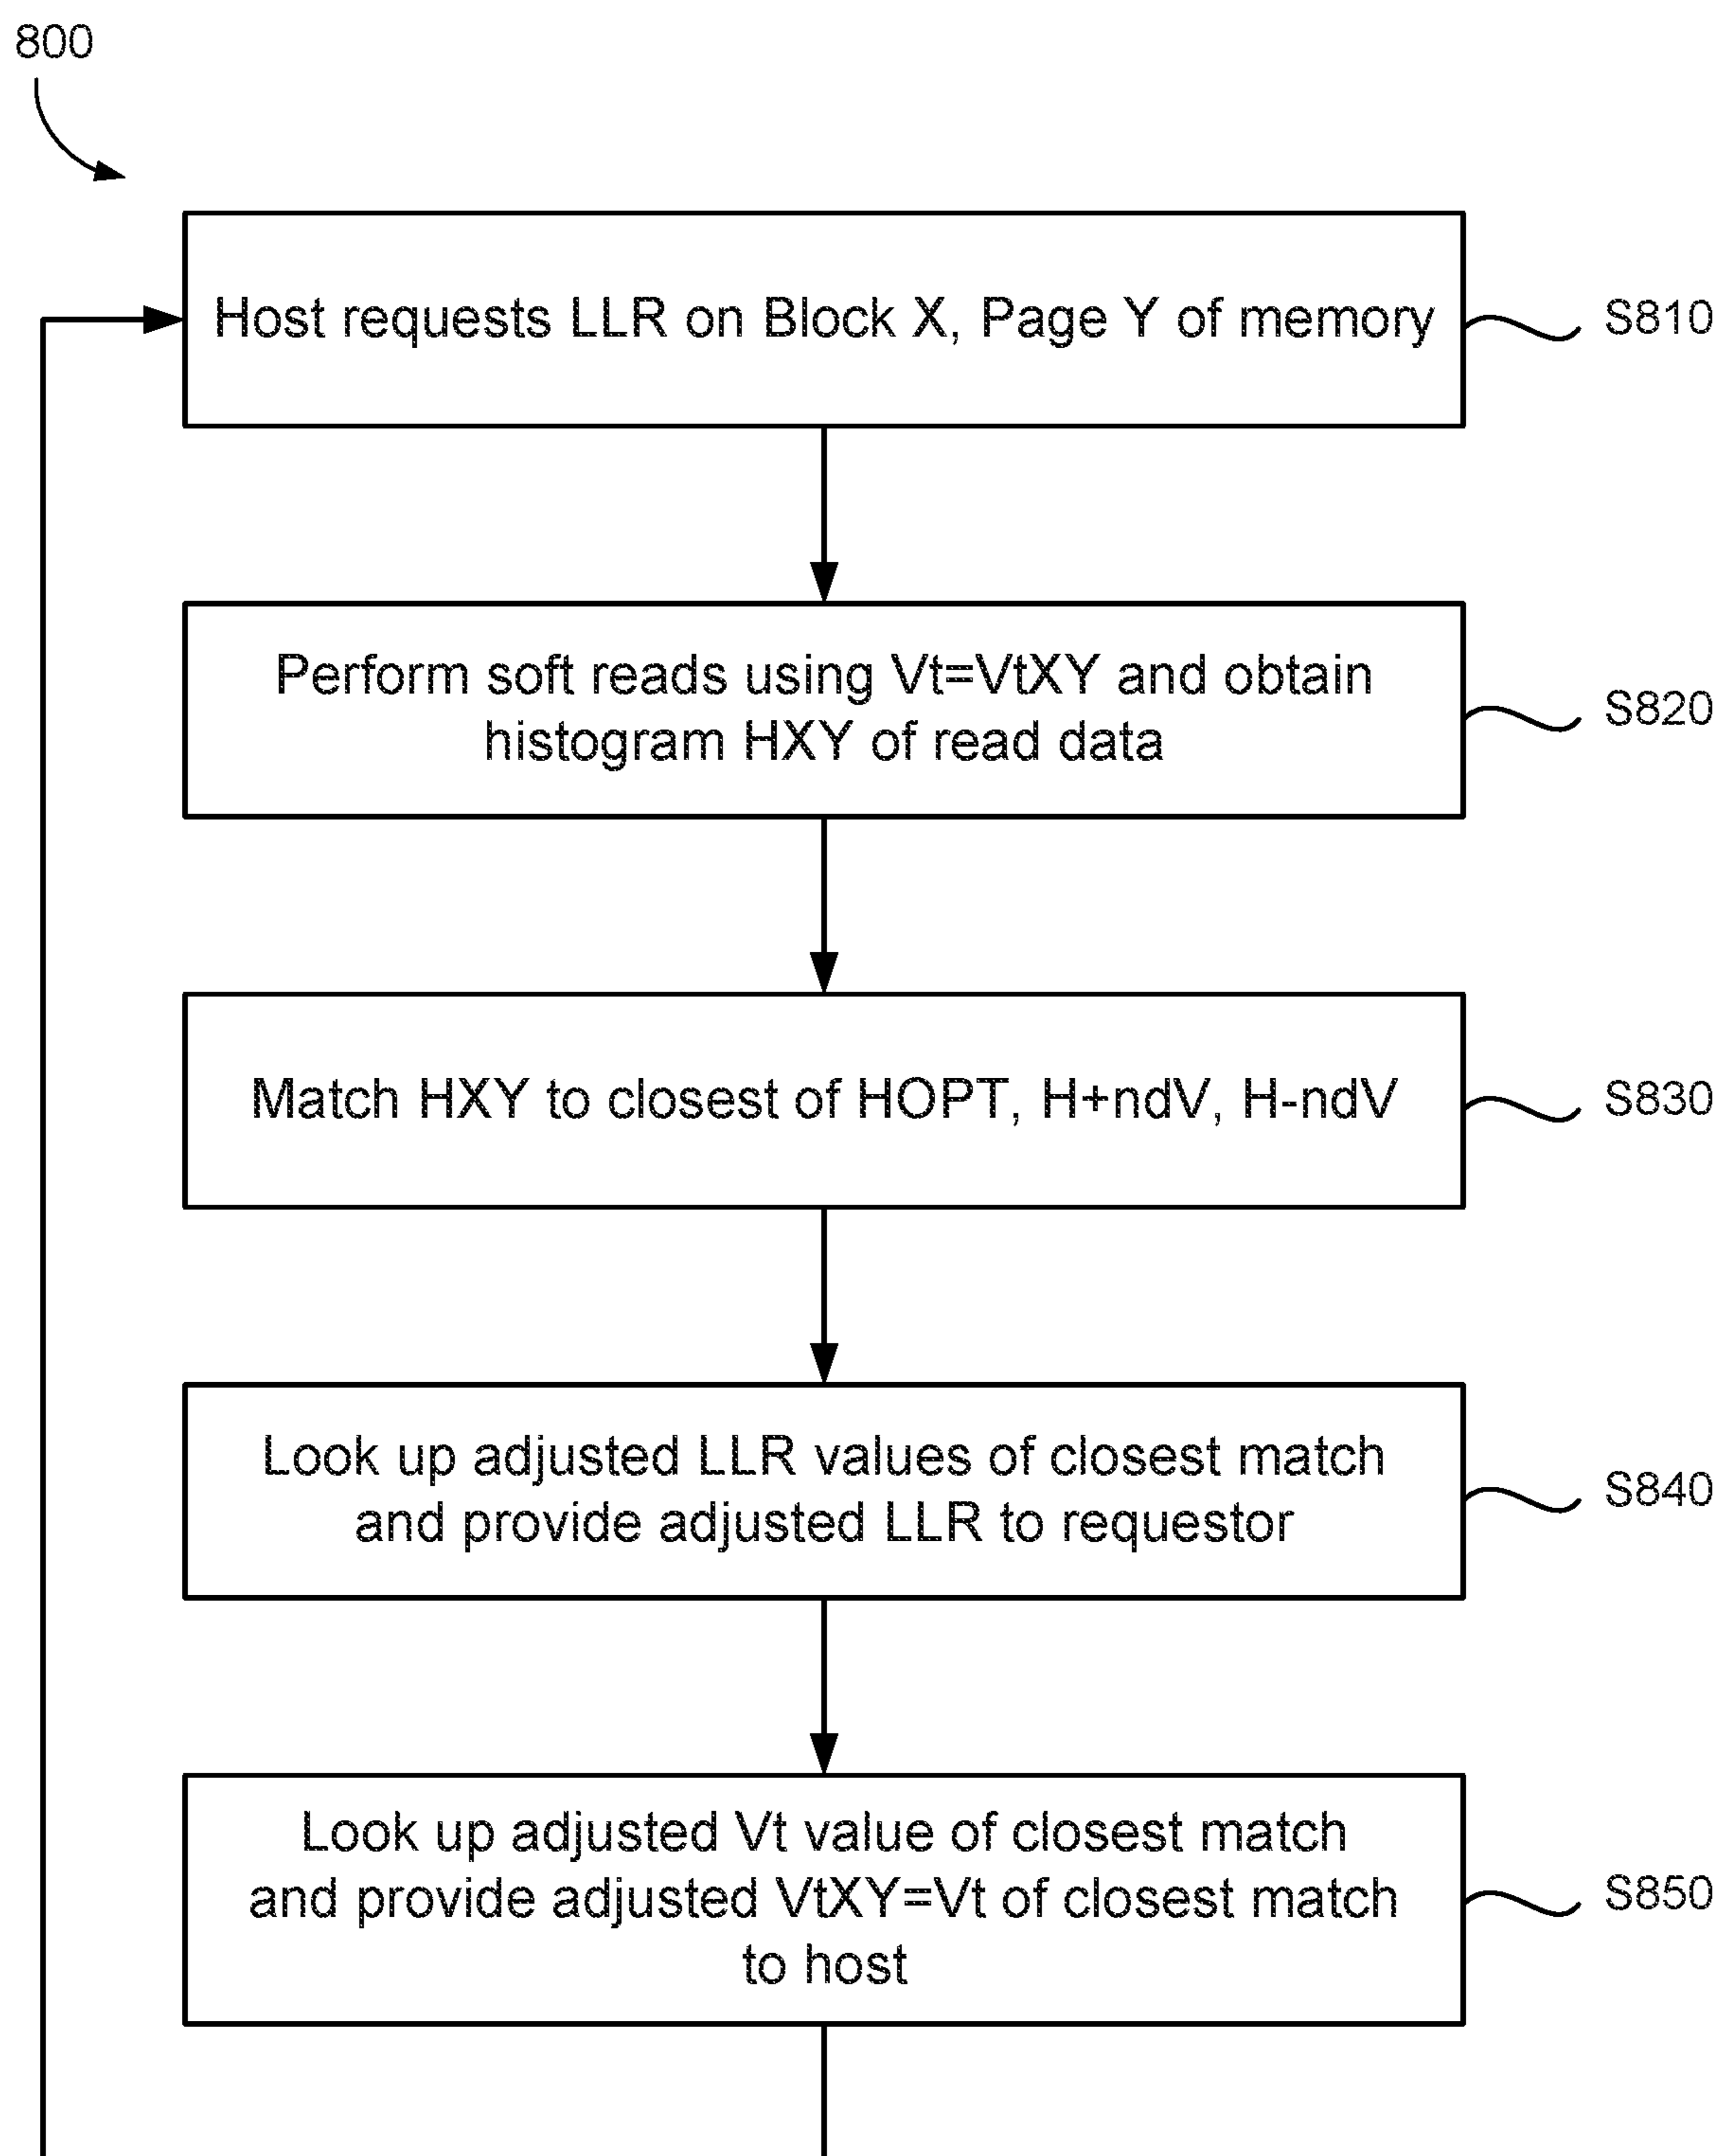 800
Host requests LLR on Block X, Page Y of memory
S810
Perform soft reads using Vt=VtXY and obtain
histogram HXY of read data
S820
Match HXY to closest of HOPT, H+ndV, H-ndV
S830
Look up adjusted LLR values of closest match
and provide adjusted LLR to requestor
S840
Look up adjusted Vt value of closest match
and provide adjusted VtXY=Vt of closest match
to host
S850